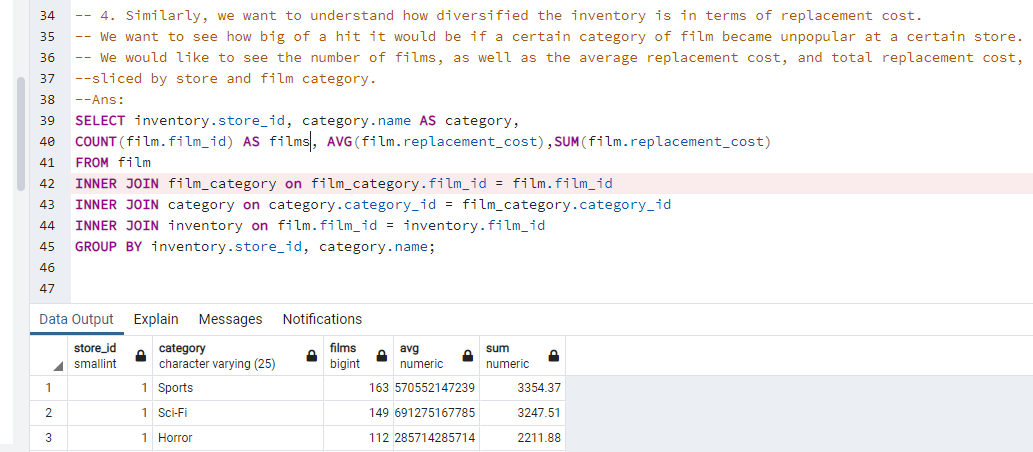 34 -- 4. Similarly, we want to understand how diversified the inventory is in terms of replacement cost.
35 -- We want to see how big of a hit it would be if a certain category of film became unpopular at a certain store.
36 -- We would like to see the number of films, as well as the average replacement cost, and total replacement cost,
37 --sliced by store and film category.
38 --Ans:
39 SELECT inventory.store_id, category.name AS category,
40 COUNT(film.film_id) AS films, AVG(film.replacement_cost),SUM(film.replacement_cost)
41 FROM film
42 INNER JOIN film_category on film_category.film_id = film.film_id
43 INNER JOIN category on category.category_id = film_category.category_id
44 INNER JOIN inventory on film.film_id = inventory.film_id
45 GROUP BY inventory.store_id, category.name;
46
47
Data Output Explain Messages Notifications
store_id category films avg sum
smallint character varying (25) bigint numeric numeric
1 1 Sports 163 570552147239 3354.37
2 1 Sci-Fi 149 691275167785 3247.51
3 1 Horror 112 285714285714 2211.88